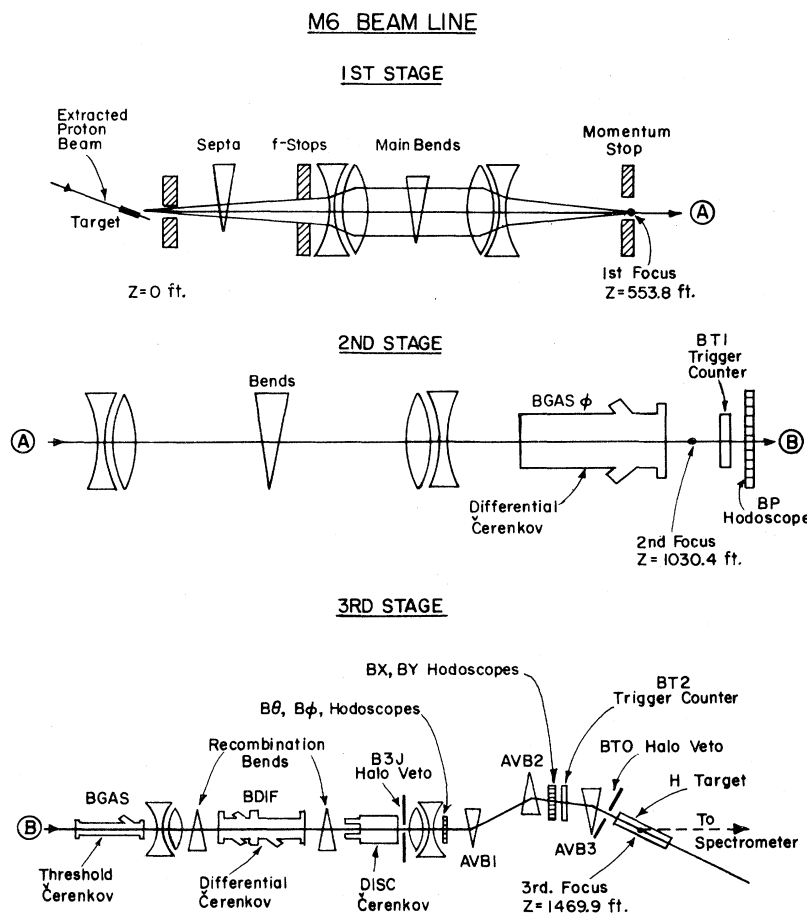 M6 BEAM LINE
1ST STAGE
Extracted
Proton
Beam
Septa
f-Stops
Main Bends
Momentum
Stop
Target
A
1st Focus
Z=553.8 ft.
Z=0 ft.
2ND STAGE
BT1
Trigger
Counter
Bends
BGAS ϕ
A
B
Differential
Čerenkov
BP
Hodoscope
2nd Focus
Z = 1030.4 ft.
3RD STAGE
BX, BY Hodoscopes
BT2
Trigger Counter
Bθ, Bϕ, Hodoscopes
Recombination
Bends
B3J
Halo Veto
AVB2
BTO Halo Veto
H Target
BGAS
BDIF
B
To
Spectrometer
AVB1
AVB3
Threshold
Čerenkov
Differential
Čerenkov
DISC
Čerenkov
3rd. Focus
Z = 1469.9 ft.